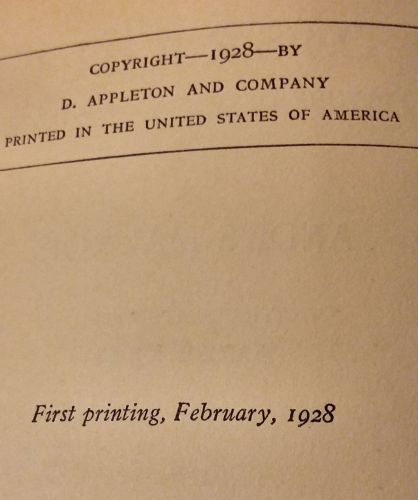 COPYRIGHT—1928—BY
D. APPLETON AND COMPANY
PRINTED IN THE UNITED STATES OF AMERICA
First printing, February, 1928